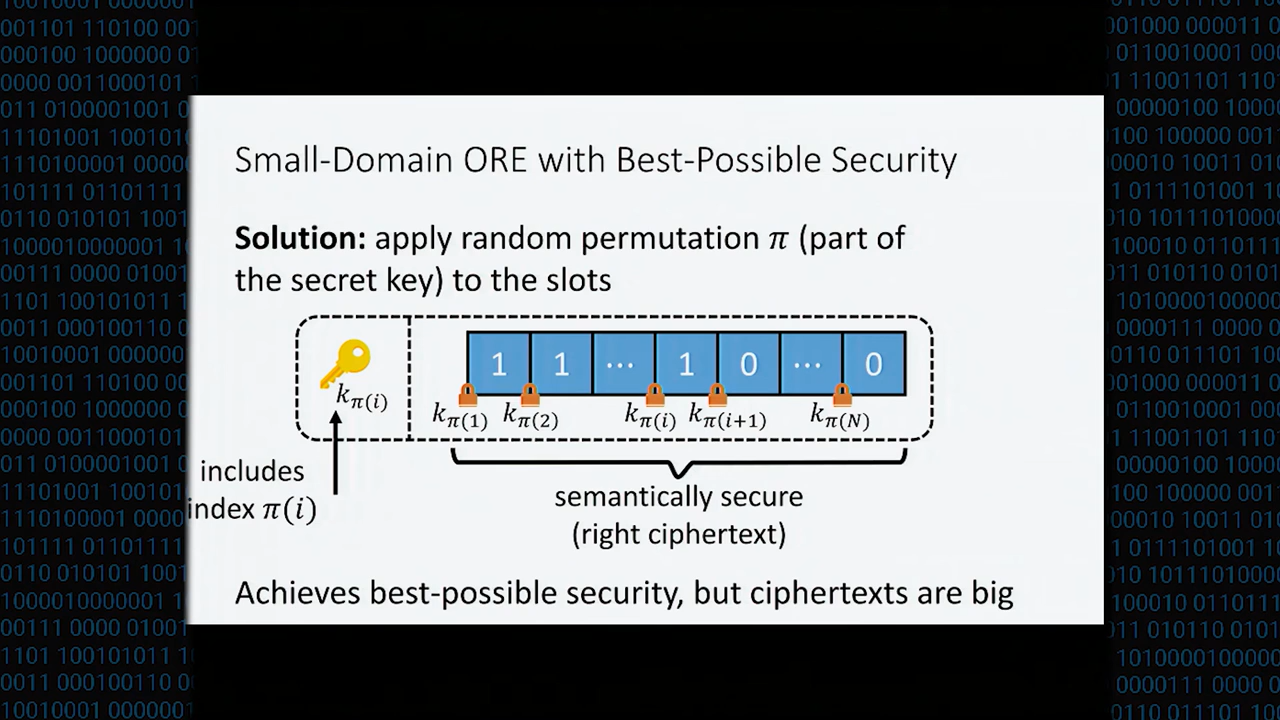 Small-Domain ORE with Best-Possible Security
Solution: apply random permutation π (part of
the secret key) to the slots
1 1 ⋯ 1 0 ⋯ 0
k_π(i)
k_π(1) k_π(2) k_π(i) k_π(i+1) k_π(N)
includes
index π(i)
semantically secure
(right ciphertext)
Achieves best-possible security, but ciphertexts are big